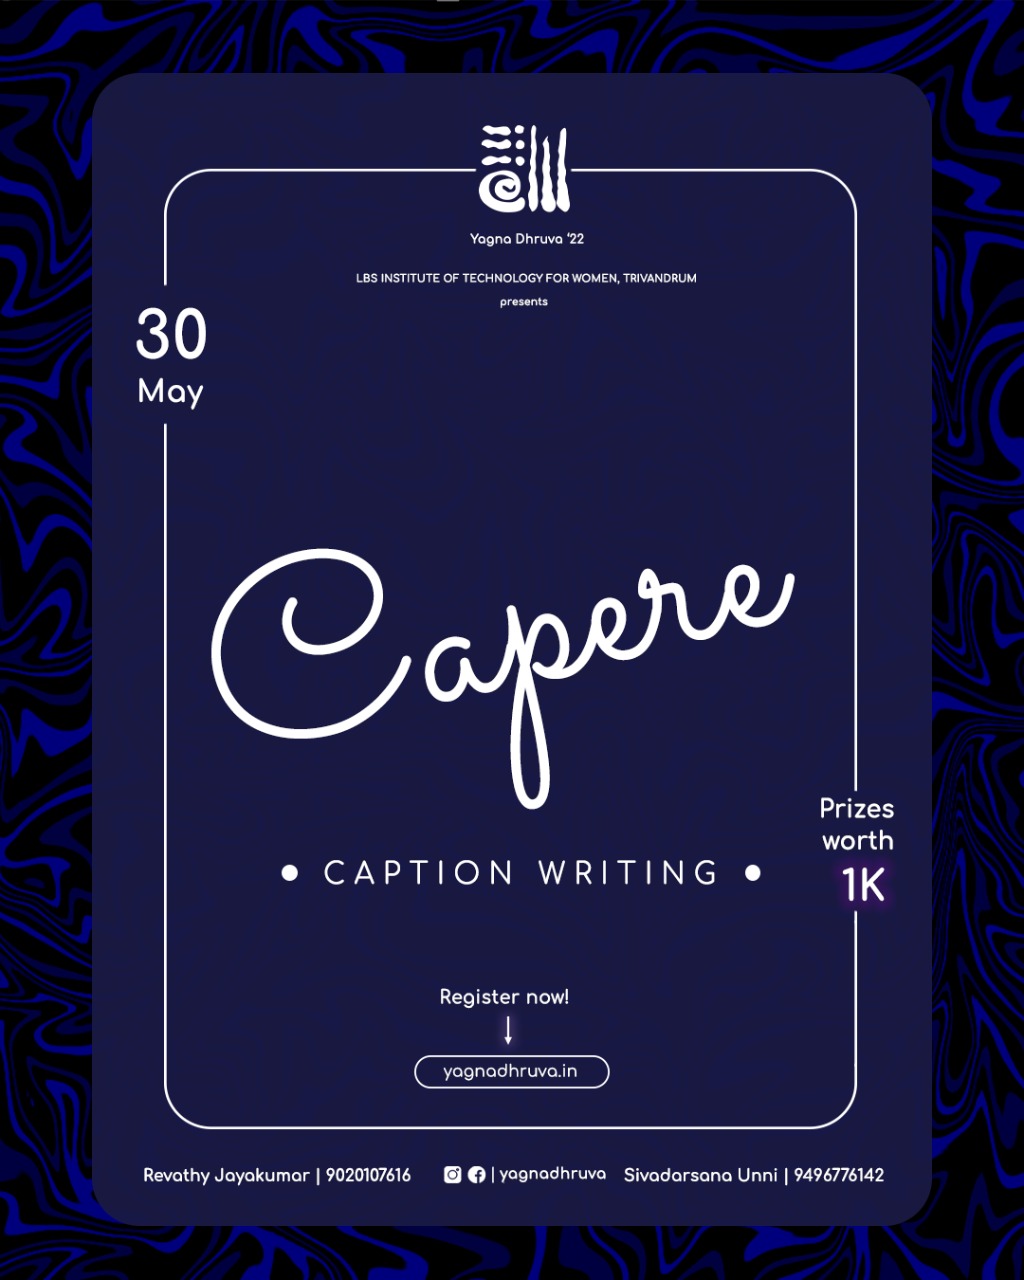 Yagna Dhruva ‘22
LBS INSTITUTE OF TECHNOLOGY FOR WOMEN, TRIVANDRUM
presents
30
May
Capere
• CAPTION WRITING •
Prizes
worth
1K
Register now!
yagnadhruva.in
Revathy Jayakumar | 9020107616
| yagnadhruva
Sivadarsana Unni | 9496776142